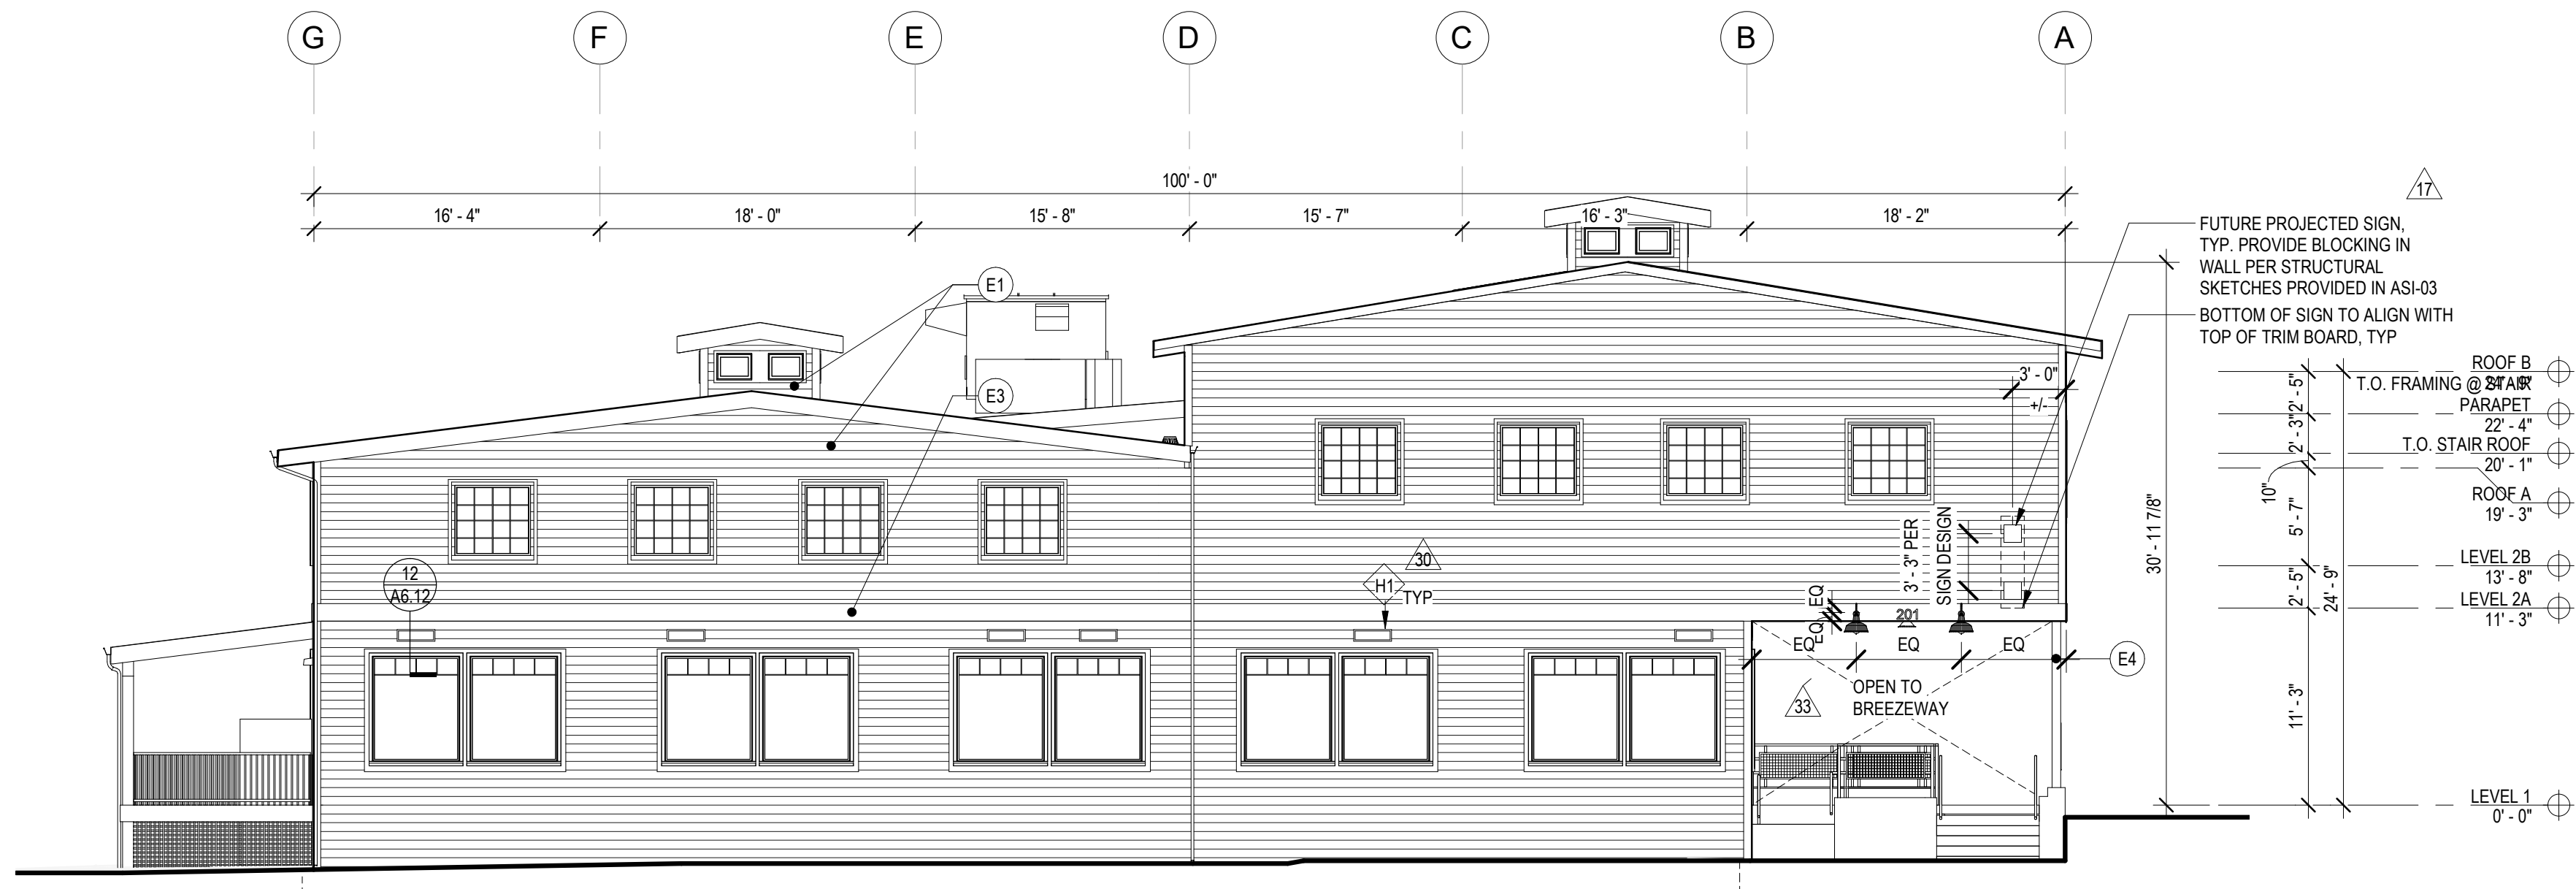 G F E D C B A
100' - 0"
16' - 4" 18' - 0" 15' - 8" 15' - 7" 16' - 3" 18' - 2"
17
FUTURE PROJECTED SIGN,
TYP. PROVIDE BLOCKING IN
WALL PER STRUCTURAL
SKETCHES PROVIDED IN ASI-03
BOTTOM OF SIGN TO ALIGN WITH
TOP OF TRIM BOARD, TYP
E1
E3
3' - 0"
+/-
ROOF B
24' - 9"
T.O. FRAMING @ STAIR
PARAPET
22' - 4"
T.O. STAIR ROOF
20' - 1"
ROOF A
19' - 3"
LEVEL 2B
13' - 8"
LEVEL 2A
11' - 3"
LEVEL 1
0' - 0"
2' - 5"
2' - 3"
10"
5' - 7"
2' - 5"
11' - 3"
24' - 9"
30' - 11 7/8"
3' - 3" PER
SIGN DESIGN
12
A6.12
30
H1
TYP
EQ
EQ
201
EQ EQ EQ
E4
33
OPEN TO
BREEZEWAY